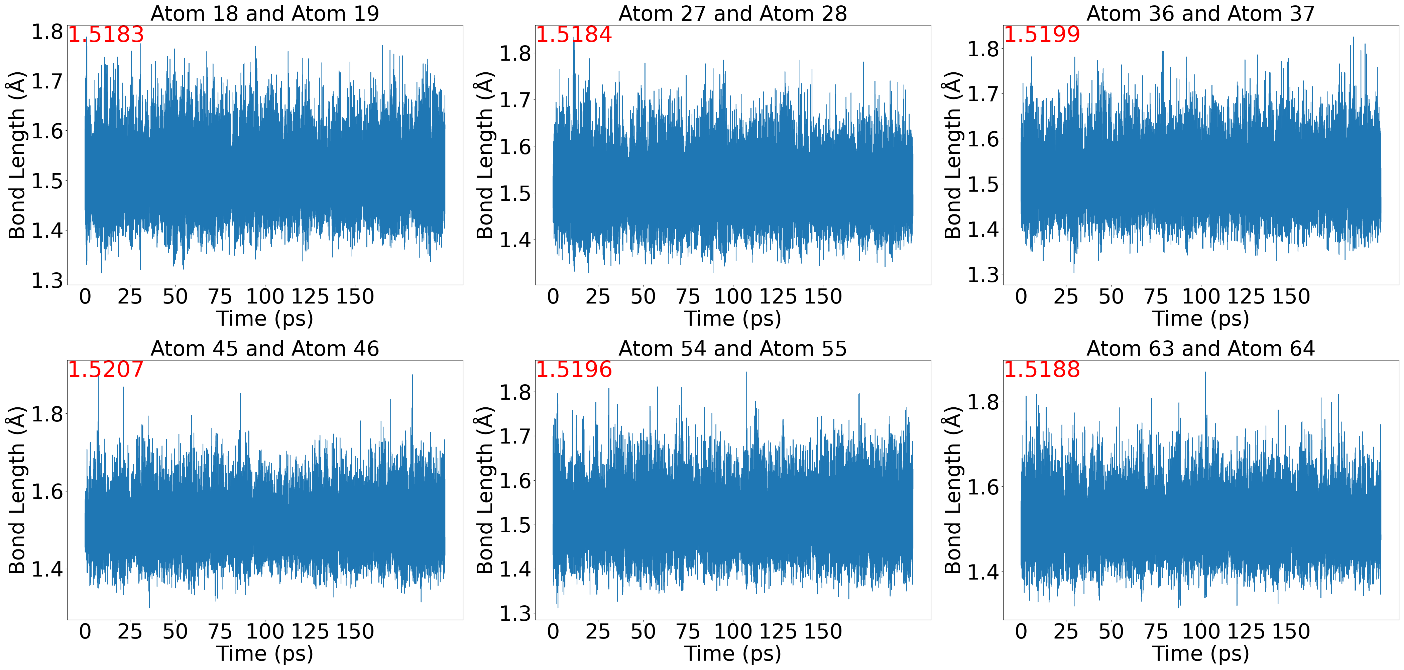 Atom 18 and Atom 19
1.5183
Bond Length (Å)
1.8
1.7
1.6
1.5
1.4
1.3
0 25 50 75 100 125 150
Time (ps)
Atom 27 and Atom 28
1.5184
Bond Length (Å)
1.8
1.7
1.6
1.5
1.4
0 25 50 75 100 125 150
Time (ps)
Atom 36 and Atom 37
1.5199
Bond Length (Å)
1.8
1.7
1.6
1.5
1.4
1.3
0 25 50 75 100 125 150
Time (ps)
Atom 45 and Atom 46
1.5207
Bond Length (Å)
1.8
1.6
1.4
0 25 50 75 100 125 150
Time (ps)
Atom 54 and Atom 55
1.5196
Bond Length (Å)
1.8
1.7
1.6
1.5
1.4
1.3
0 25 50 75 100 125 150
Time (ps)
Atom 63 and Atom 64
1.5188
Bond Length (Å)
1.8
1.6
1.4
0 25 50 75 100 125 150
Time (ps)